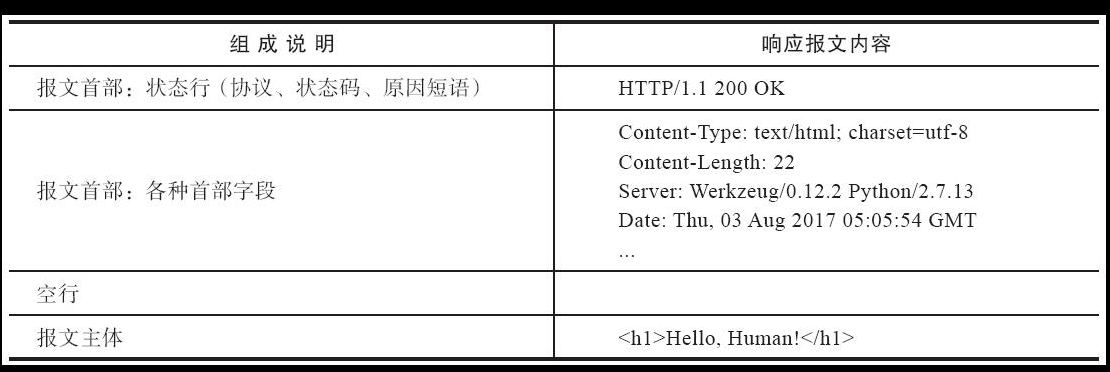 组成说明
响应报文内容
报文首部：状态行（协议、状态码、原因短语）
HTTP/1.1 200 OK
报文首部：各种首部字段
Content-Type: text/html; charset=utf-8
Content-Length: 22
Server: Werkzeug/0.12.2 Python/2.7.13
Date: Thu, 03 Aug 2017 05:05:54 GMT
...
空行
报文主体
<h1>Hello, Human!</h1>